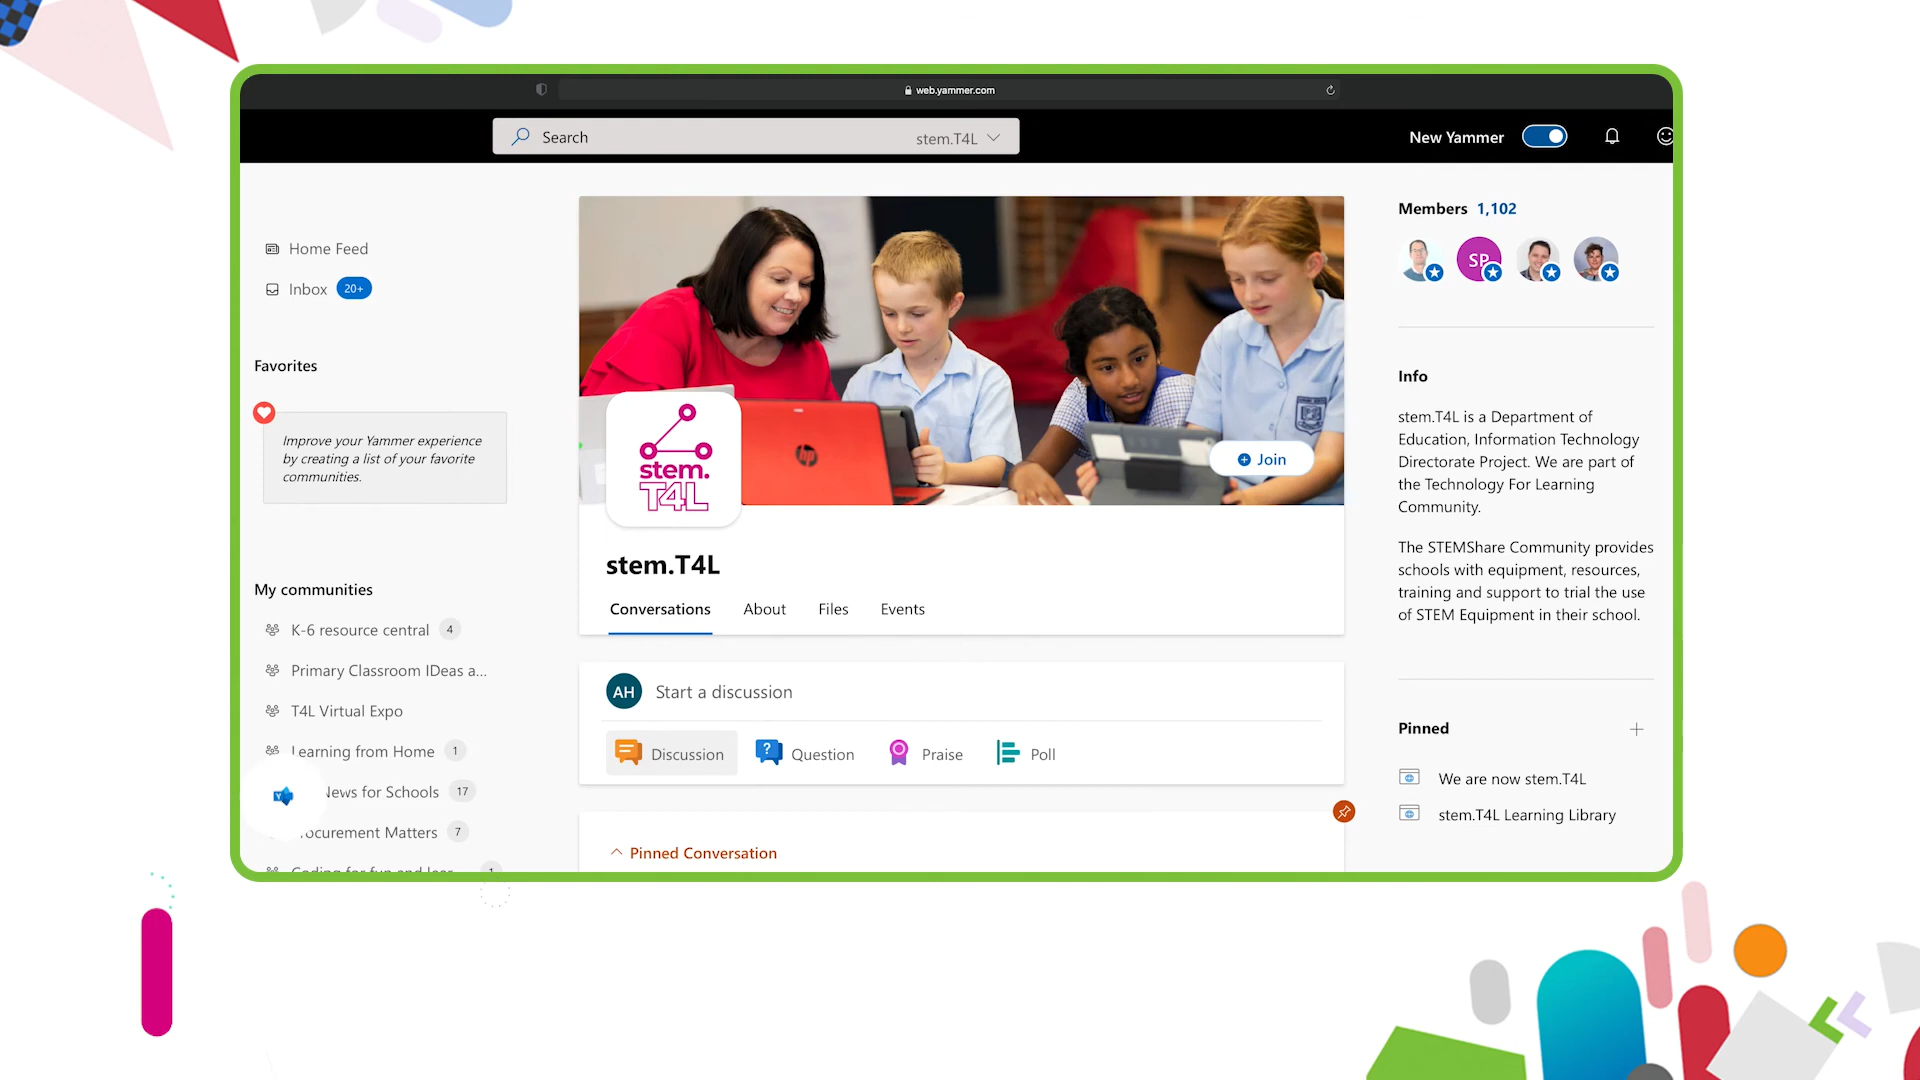 web.yammer.com
Search
stem.T4L
New Yammer
Home Feed
Inbox 20+
Favorites
Improve your Yammer experience
by creating a list of your favorite
communities.
My communities
K-6 resource central 4
Primary Classroom IDeas a...
T4L Virtual Expo
Learning from Home 1
News for Schools 17
rocurement Matters 7
1
hp
stem.
T4L
Join
stem.T4L
Conversations
About
Files
Events
AH
Start a discussion
Discussion
Question
Praise
Poll
Pinned Conversation
Members 1,102
SP
Info
stem.T4L is a Department of
Education, Information Technology
Directorate Project. We are part of
the Technology For Learning
Community.
The STEMShare Community provides
schools with equipment, resources,
training and support to trial the use
of STEM Equipment in their school.
Pinned
We are now stem.T4L
stem.T4L Learning Library